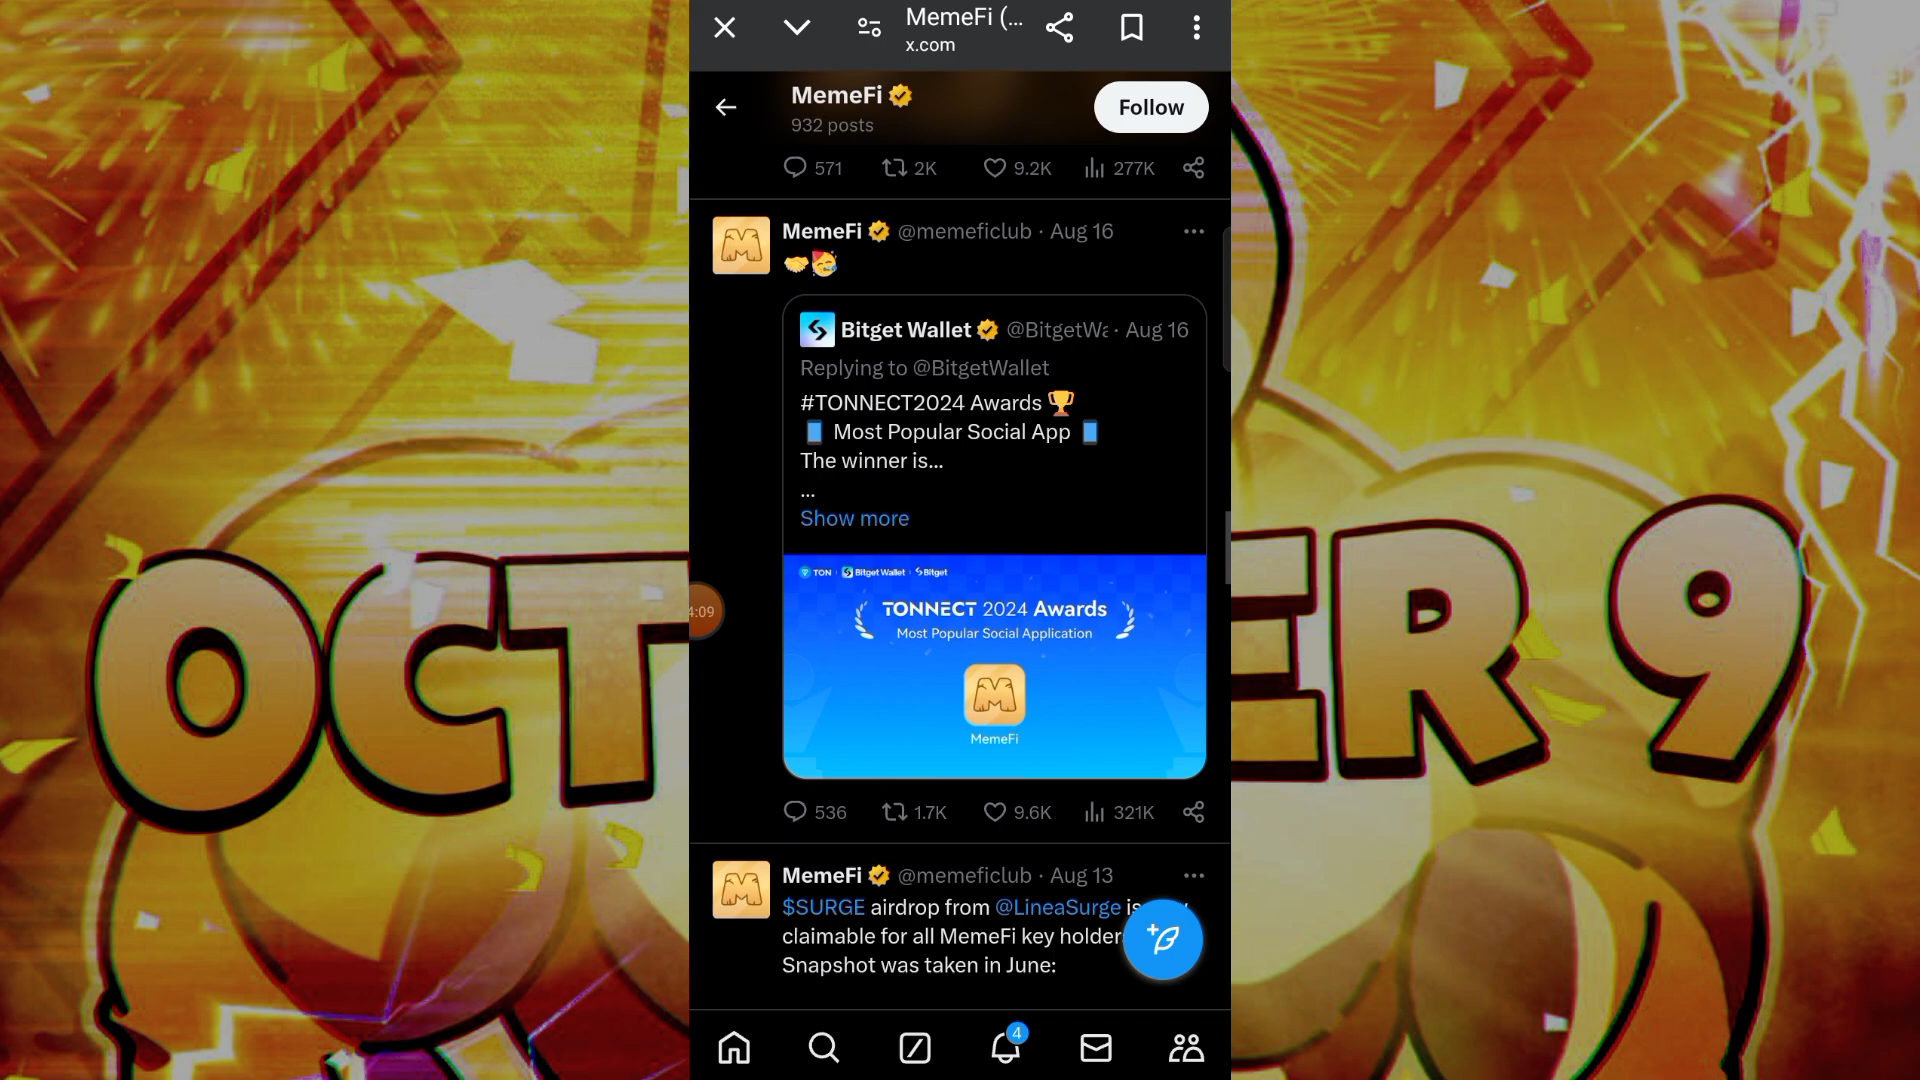 MemeFi (...
x.com
MemeFi
932 posts
Follow
571 2K 9.2K 277K
MemeFi @memeficlub · Aug 16
Bitget Wallet @BitgetWa · Aug 16
Replying to @BitgetWallet
#TONNECT2024 Awards
Most Popular Social App
The winner is...
...
Show more
TON Bitget Wallet Bitget
TONNECT 2024 Awards
Most Popular Social Application
MemeFi
536 1.7K 9.6K 321K
MemeFi @memeficlub · Aug 13
$SURGE airdrop from @LineaSurge is
claimable for all MemeFi key holders
Snapshot was taken in June:
4
4:09
OCT ER 9